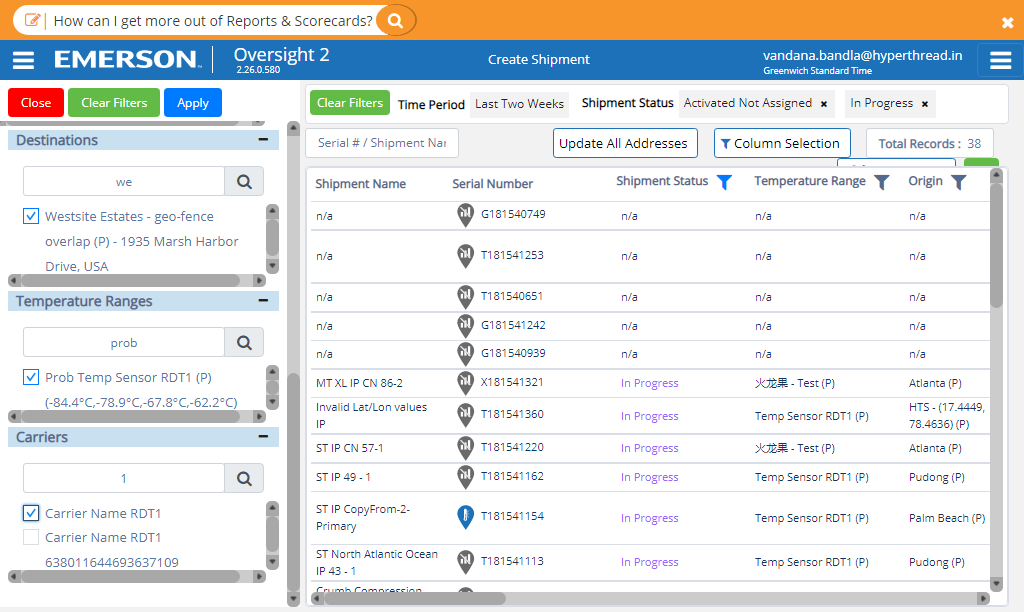 How can I get more out of Reports & Scorecards?
EMERSON
Oversight 2
2.26.0.580
Create Shipment
vandana.bandla@hyperthread.in
Greenwich Standard Time
Close
Clear Filters
Apply
Destinations
we
Westsite Estates - geo-fence
overlap (P) - 1935 Marsh Harbor
Drive, USA
Temperature Ranges
prob
Prob Temp Sensor RDT1 (P)
(-84.4°C,-78.9°C,-67.8°C,-62.2°C)
Carriers
1
Carrier Name RDT1
Carrier Name RDT1
638011644693637109
Clear Filters Time Period Last Two Weeks Shipment Status Activated Not Assigned × In Progress ×
Serial # / Shipment Nar Update All Addresses Column Selection Total Records : 38
Shipment Name Serial Number Shipment Status Temperature Range Origin
n/a G181540749 n/a n/a n/a
n/a T181541253 n/a n/a n/a
n/a T181540651 n/a n/a n/a
n/a G181541242 n/a n/a n/a
n/a G181540939 n/a n/a n/a
MT XL IP CN 86-2 X181541321 In Progress 火龙果 - Test (P) Atlanta (P)
Invalid Lat/Lon values
IP T181541360 In Progress Temp Sensor RDT1 (P) HTS - (17.4449,
78.4636) (P)
ST IP CN 57-1 T181541220 In Progress 火龙果 - Test (P) Atlanta (P)
ST IP 49 - 1 T181541162 In Progress Temp Sensor RDT1 (P) Pudong (P)
ST IP CopyFrom-2-
Primary T181541154 In Progress Temp Sensor RDT1 (P) Palm Beach (P)
ST North Atlantic Ocean
IP 43 - 1 T181541113 In Progress Temp Sensor RDT1 (P) Pudong (P)
Crumb Compression